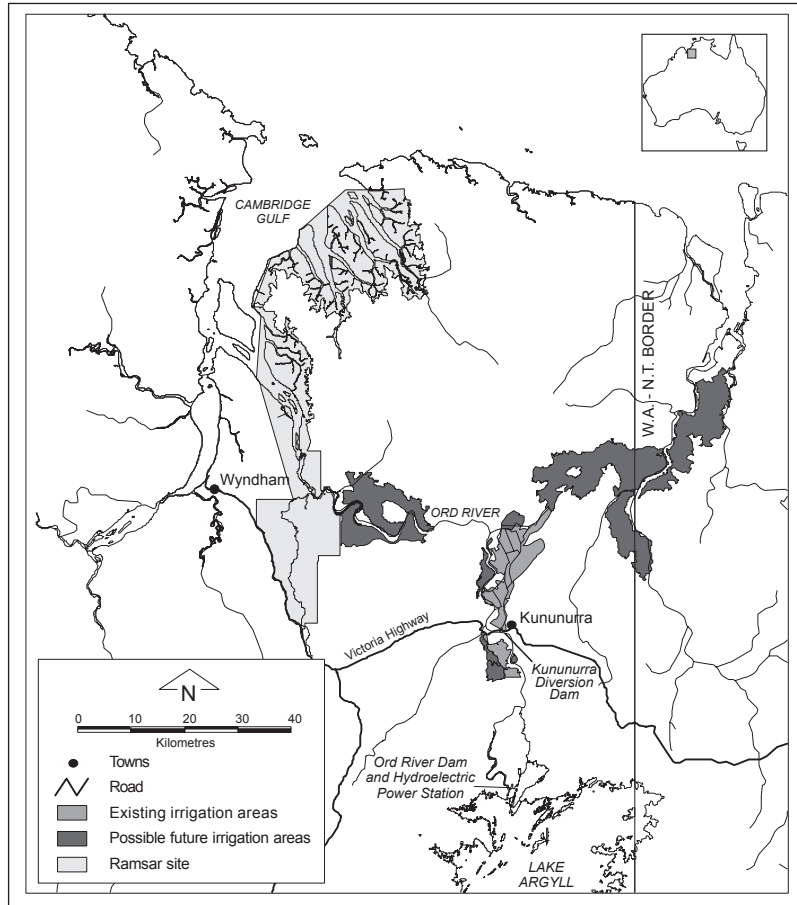 CAMBRIDGE
GULF
W.A. - N.T. BORDER
Wyndham
ORD RIVER
Kununurra
Victoria Highway
Kununurra
Diversion
Dam
Ord River Dam
and Hydroelectric
Power Station
LAKE
ARGYLL
N
0 10 20 30 40
Kilometres
Towns
Road
Existing irrigation areas
Possible future irrigation areas
Ramsar site